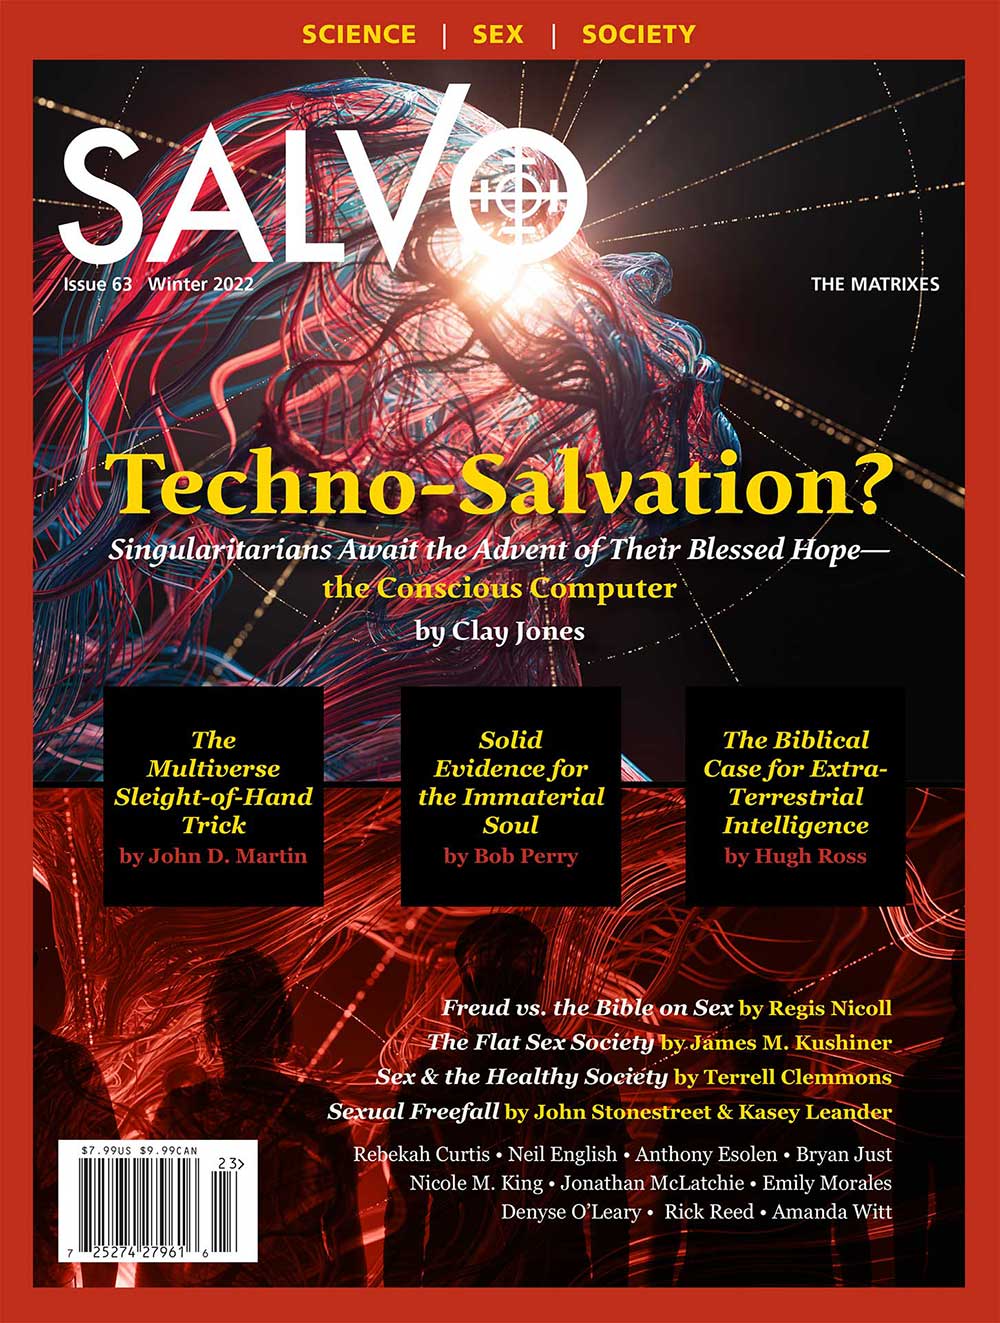 SCIENCE | SEX | SOCIETY
SALVO
Issue 63 Winter 2022
THE MATRIXES
Techno-Salvation?
Singularitarians Await the Advent of Their Blessed Hope—
the Conscious Computer
by Clay Jones
The
Multiverse
Sleight-of-Hand
Trick
by John D. Martin
Solid
Evidence for
the Immaterial
Soul
by Bob Perry
The Biblical
Case for Extra-
Terrestrial
Intelligence
by Hugh Ross
Freud vs. the Bible on Sex by Regis Nicoll
The Flat Sex Society by James M. Kushiner
Sex & the Healthy Society by Terrell Clemmons
Sexual Freefall by John Stonestreet & Kasey Leander
Rebekah Curtis • Neil English • Anthony Esolen • Bryan Just
Nicole M. King • Jonathan McLatchie • Emily Morales
Denyse O'Leary • Rick Reed • Amanda Witt
$7.99US $9.99CAN
23>
7 25274 27961 6